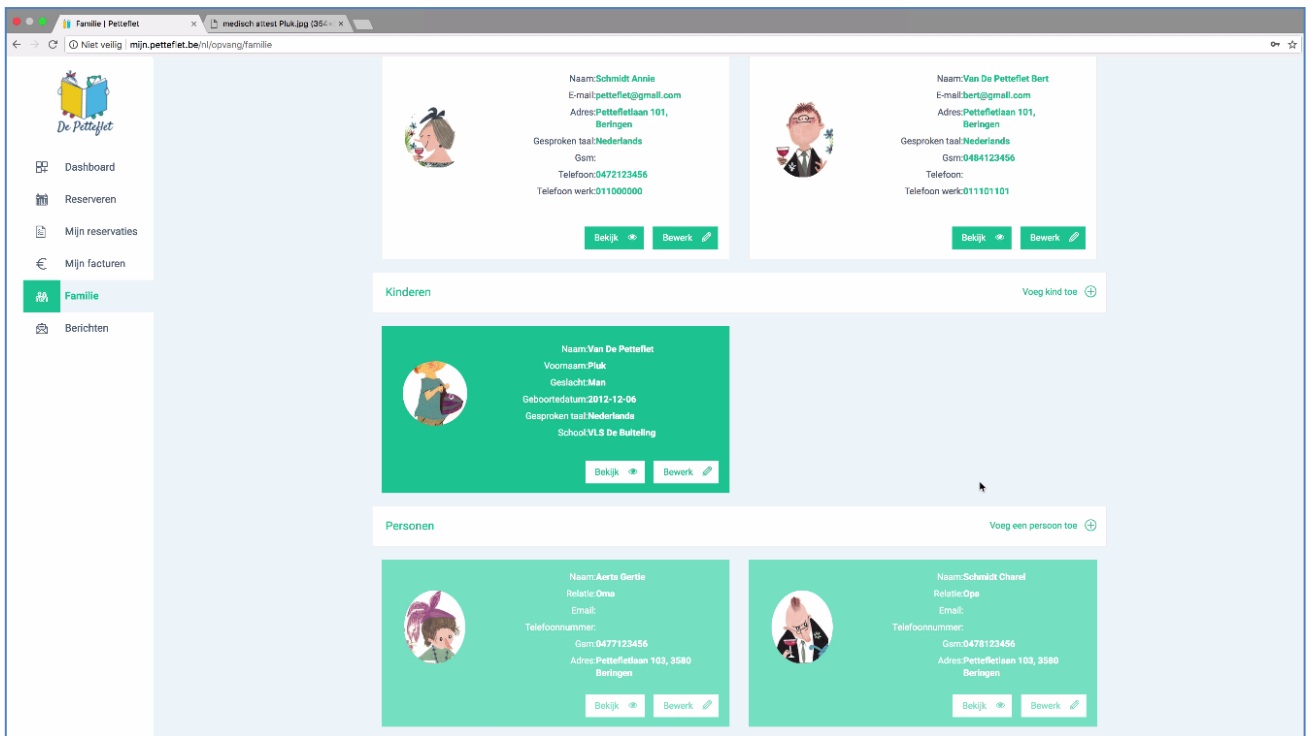 Familie | Petteflet
medisch attest Pluk.jpg (354×
Niet veilig | mijn.petteflet.be/nl/opvang/familie
De Petteflet
Dashboard
Reserveren
Mijn reservaties
Mijn facturen
Familie
Berichten
Naam:Schmidt Annie
E-mail:petteflet@gmail.com
Adres:Pettefletlaan 101,
Beringen
Gesproken taal:Nederlands
Gsm:
Telefoon:0472123456
Telefoon werk:011000000
Bekijk
Bewerk
Naam:Van De Petteflet Bert
E-mail:bert@gmail.com
Adres:Pettefletlaan 101,
Beringen
Gesproken taal:Nederlands
Gsm:0484123456
Telefoon:
Telefoon werk:011101101
Bekijk
Bewerk
Kinderen
Voeg kind toe
Naam:Van De Petteflet
Voornaam:Pluk
Geslacht:Man
Geboortedatum:2012-12-06
Gesproken taal:Nederlands
School:VLS De Buiteling
Bekijk
Bewerk
Personen
Voeg een persoon toe
Naam:Aerts Gertie
Relatie:Oma
Email:
Telefoonnummer:
Gsm:0477123456
Adres:Pettefletlaan 103, 3580
Beringen
Bekijk
Bewerk
Naam:Schmidt Charel
Relatie:Opa
Email:
Telefoonnummer:
Gsm:0478123456
Adres:Pettefletlaan 103, 3580
Beringen
Bekijk
Bewerk